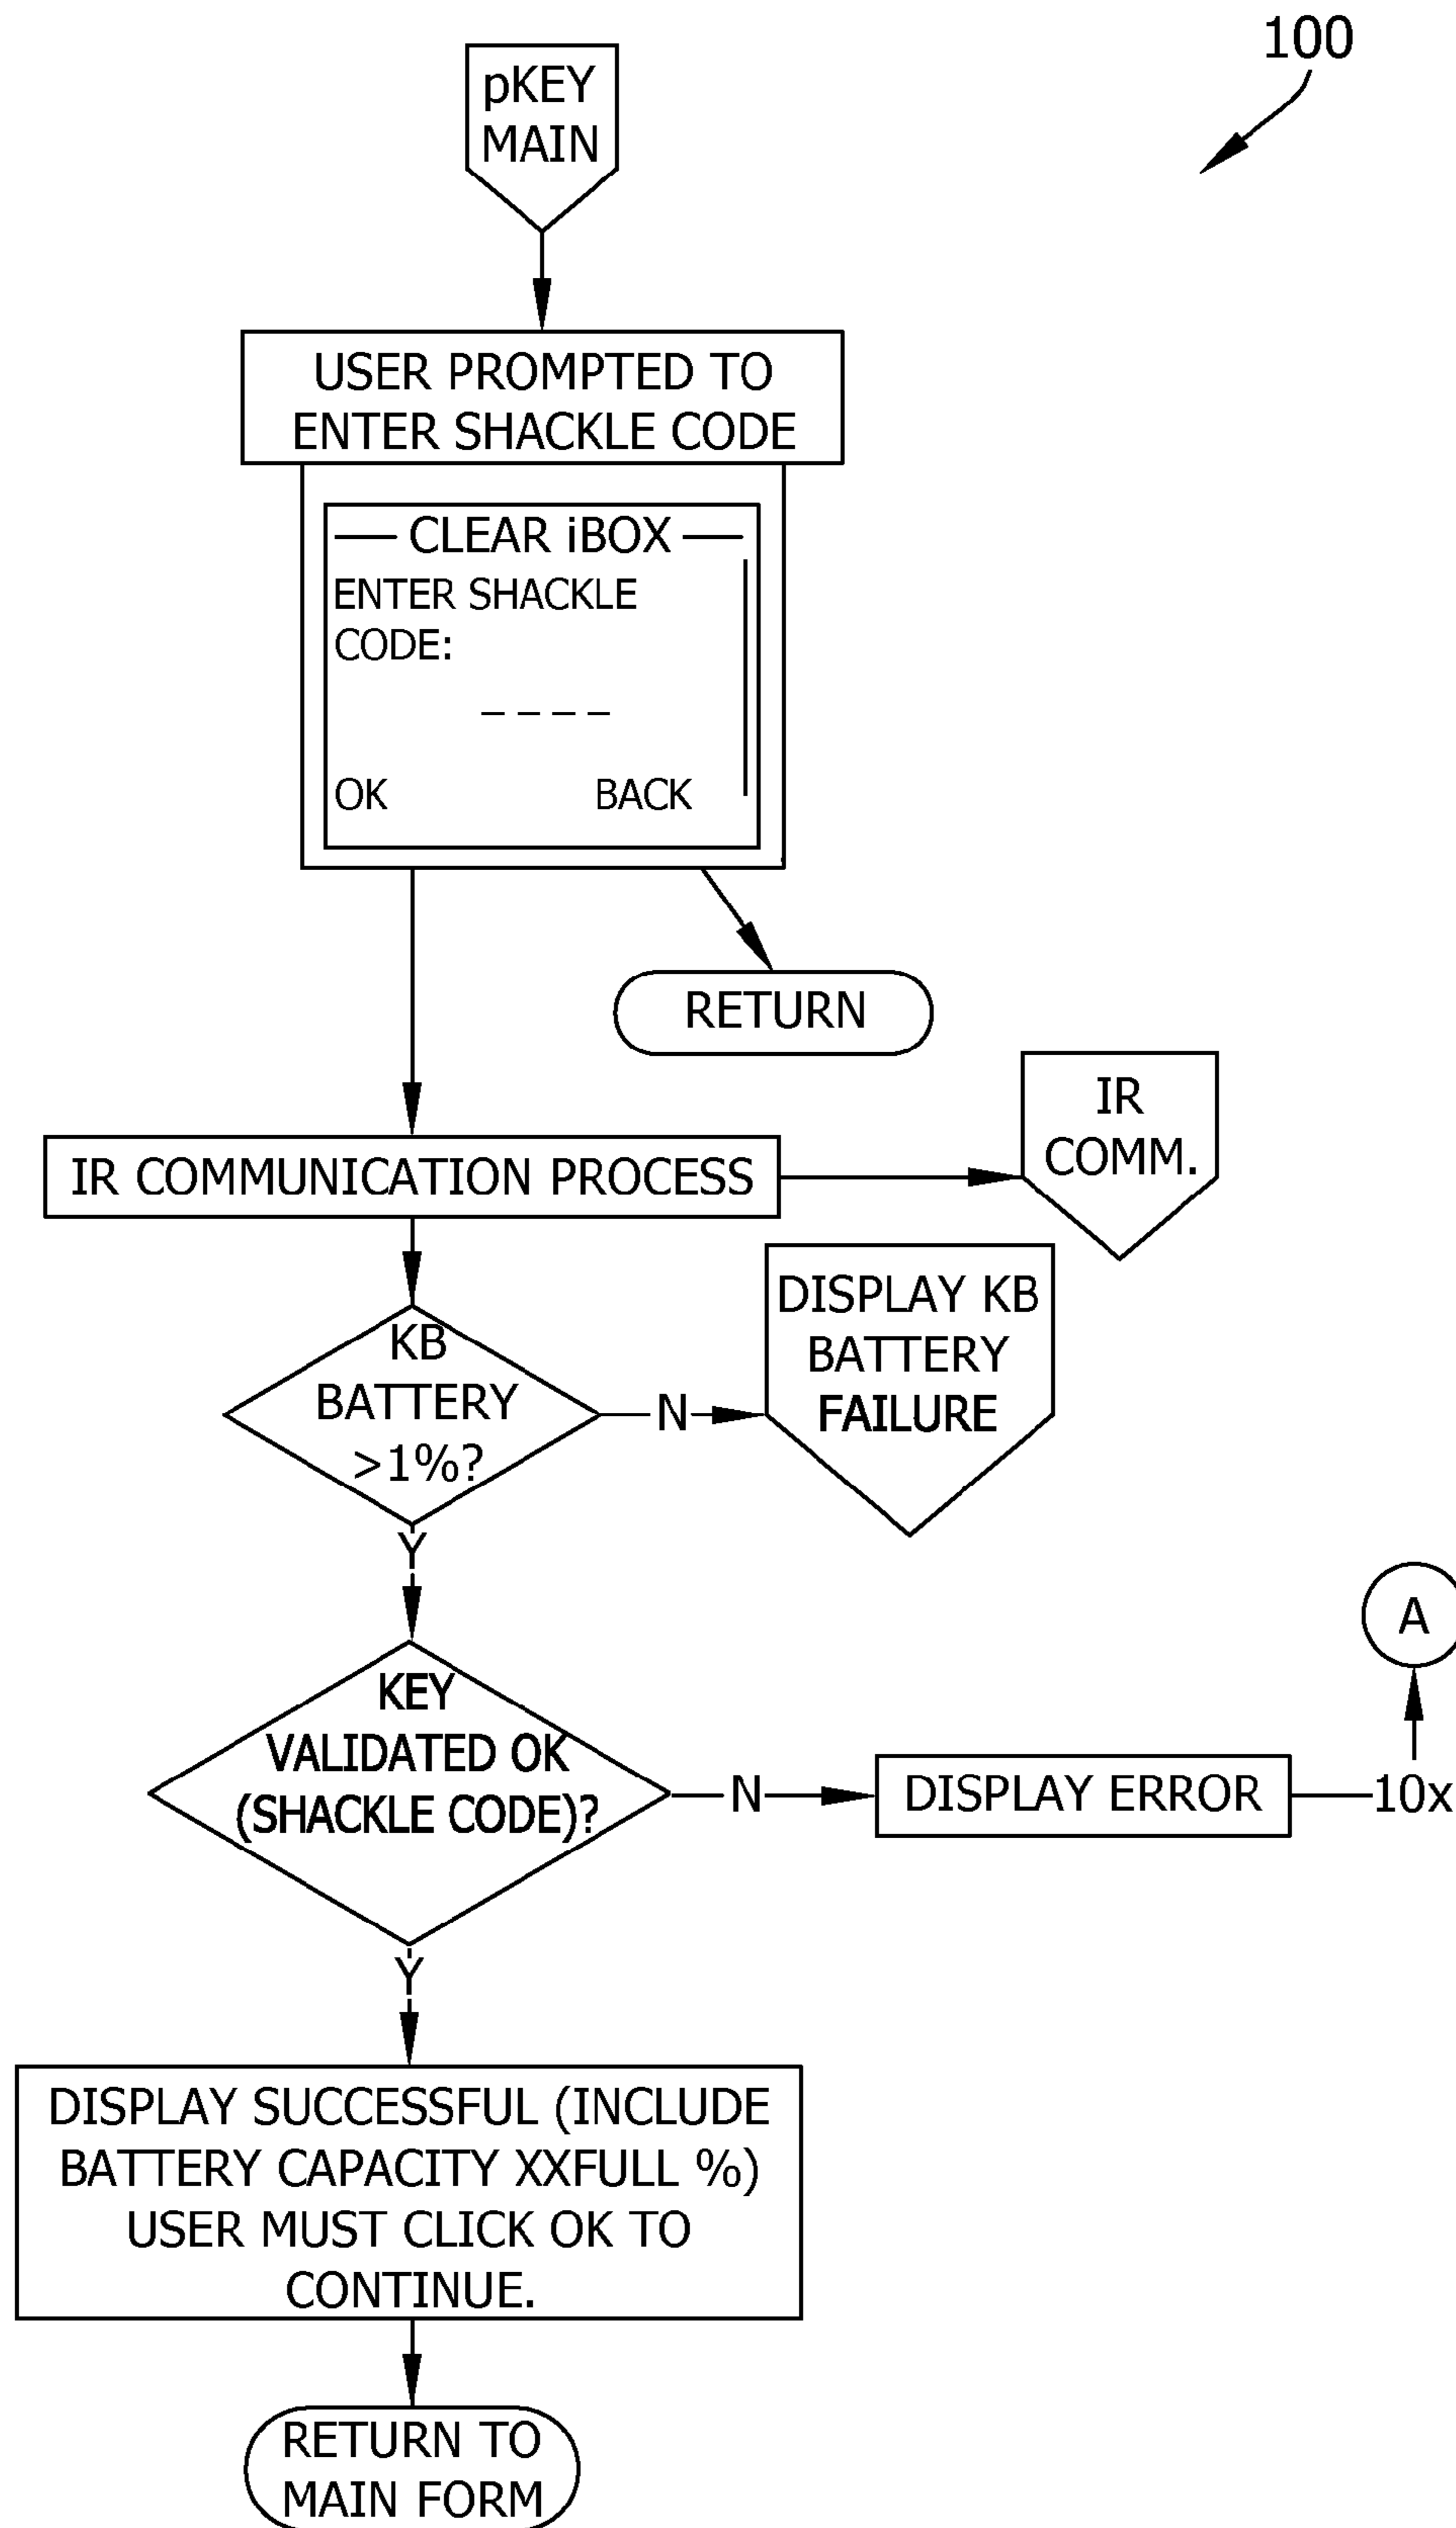 100
pKEY
MAIN
USER PROMPTED TO
ENTER SHACKLE CODE
CLEAR iBOX
ENTER SHACKLE
CODE:
_ _ _ _
OK BACK
RETURN
IR
COMM.
IR COMMUNICATION PROCESS
DISPLAY KB
BATTERY
FAILURE
KB
BATTERY
>1%?
N
Y
A
KEY
VALIDATED OK
(SHACKLE CODE)?
N
DISPLAY ERROR
10x
Y
DISPLAY SUCCESSFUL (INCLUDE
BATTERY CAPACITY XXFULL %)
USER MUST CLICK OK TO
CONTINUE.
RETURN TO
MAIN FORM